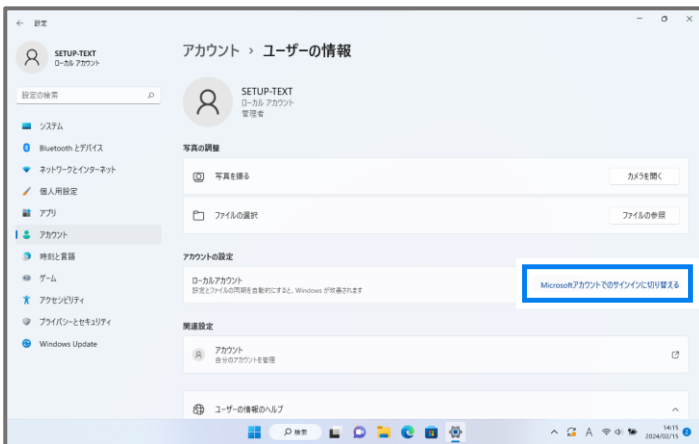 ← 設定
SETUP-TEXT
ローカル アカウント
設定の検索
システム
Bluetooth とデバイス
ネットワークとインターネット
個人用設定
アプリ
アカウント
時刻と言語
ゲーム
アクセシビリティ
プライバシーとセキュリティ
Windows Update
アカウント › ユーザーの情報
SETUP-TEXT
ローカル アカウント
管理者
写真の調整
写真を撮る
カメラを開く
ファイルの選択
ファイルの参照
アカウントの設定
ローカルアカウント
設定とファイルの同期を自動的にすると、Windows が改善されます
Microsoftアカウントでのサインインに切り替える
関連設定
アカウント
自分のアカウントを管理
ユーザーの情報のヘルプ
検索
A
14:15
2024/02/15
2